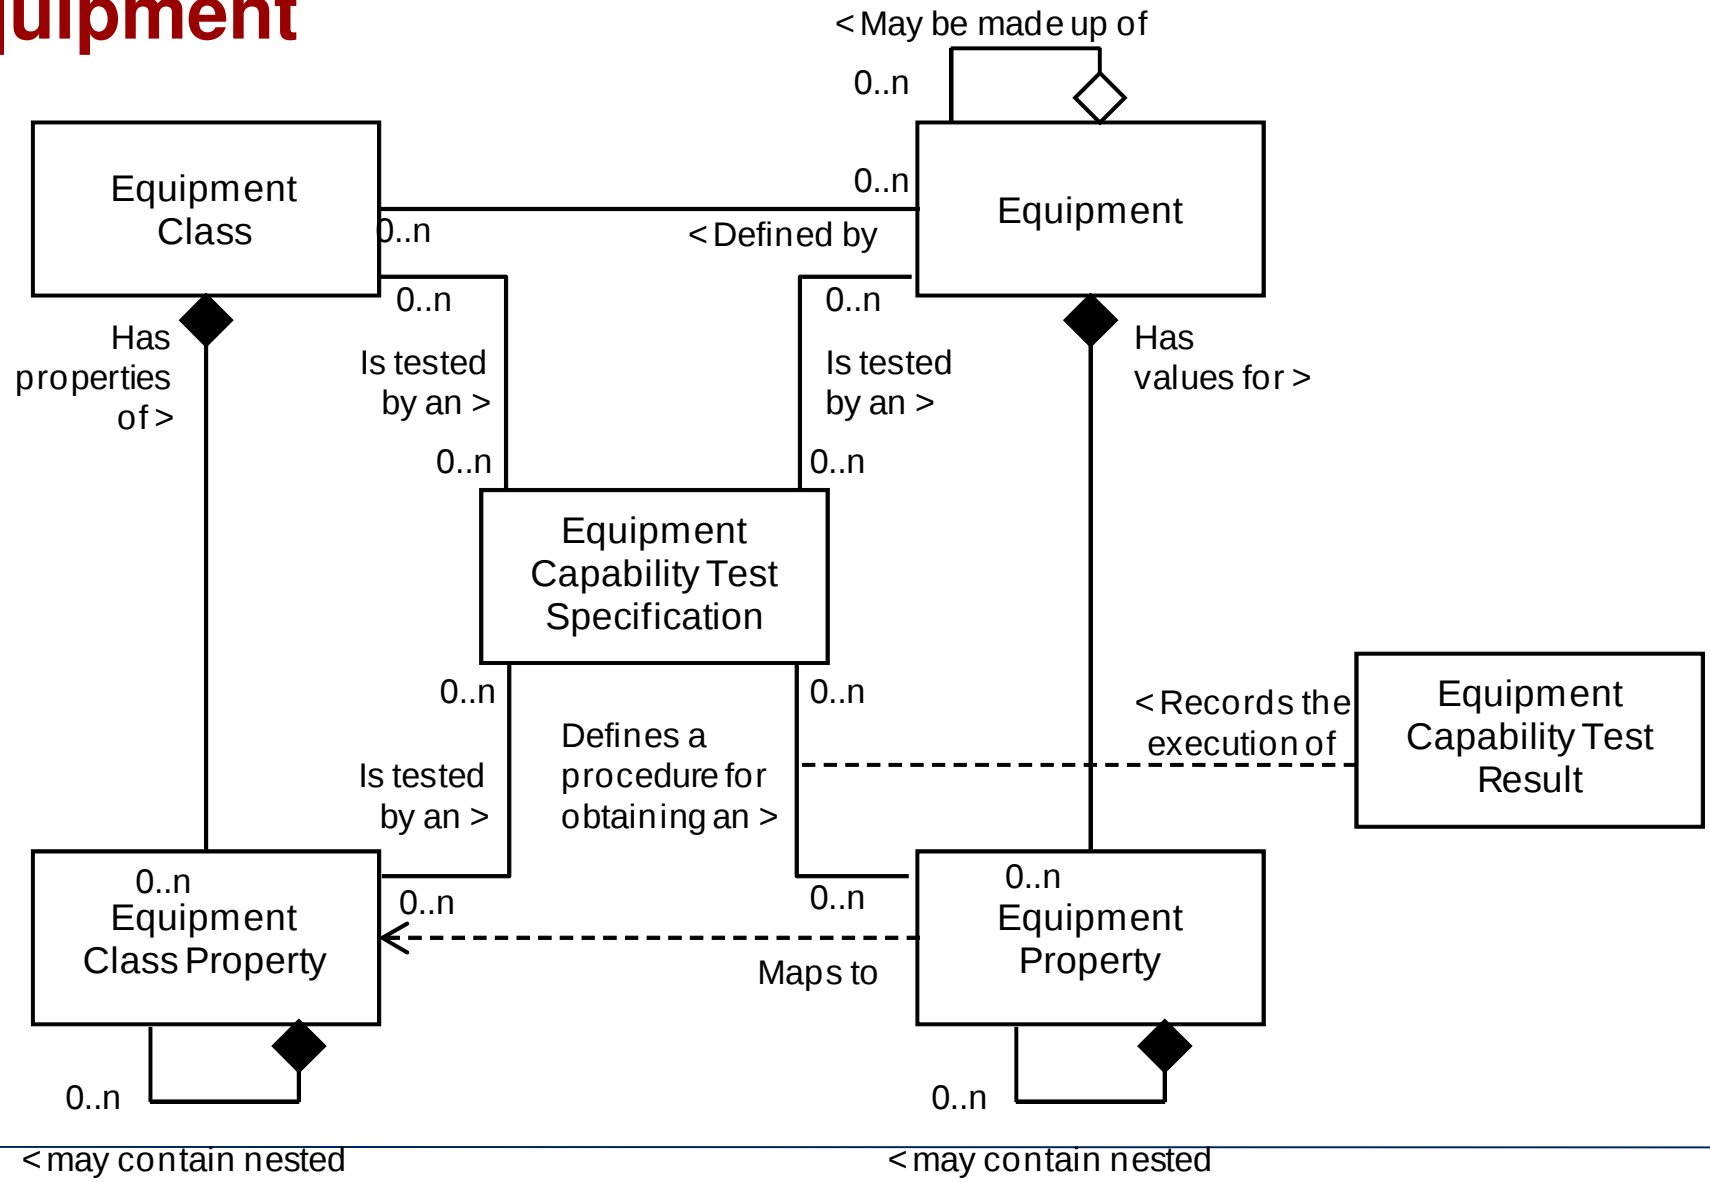 quipment
< May be made up of
0..n
0..n
Equipment
Class
0..n
< Defined by
Equipment
0..n
0..n
Has
properties
of >
Is tested
by an >
Is tested
by an >
Has
values for >
0..n
0..n
Equipment
Capability Test
Specification
0..n
0..n
Defines a
procedure for
obtaining an >
Is tested
by an >
< Records the
execution of
Equipment
Capability Test
Result
0..n
Equipment
Class Property
0..n
0..n
0..n
Equipment
Property
Maps to
0..n
0..n
< may contain nested
< may contain nested